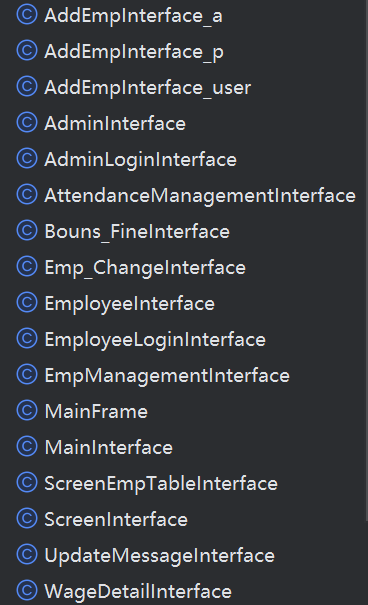 AddEmpInterface_a
AddEmpInterface_p
AddEmpInterface_user
AdminInterface
AdminLoginInterface
AttendanceManagementInterface
Bouns_FineInterface
Emp_ChangeInterface
EmployeeInterface
EmployeeLoginInterface
EmpManagementInterface
MainFrame
MainInterface
ScreenEmpTableInterface
ScreenInterface
UpdateMessageInterface
WageDetailInterface